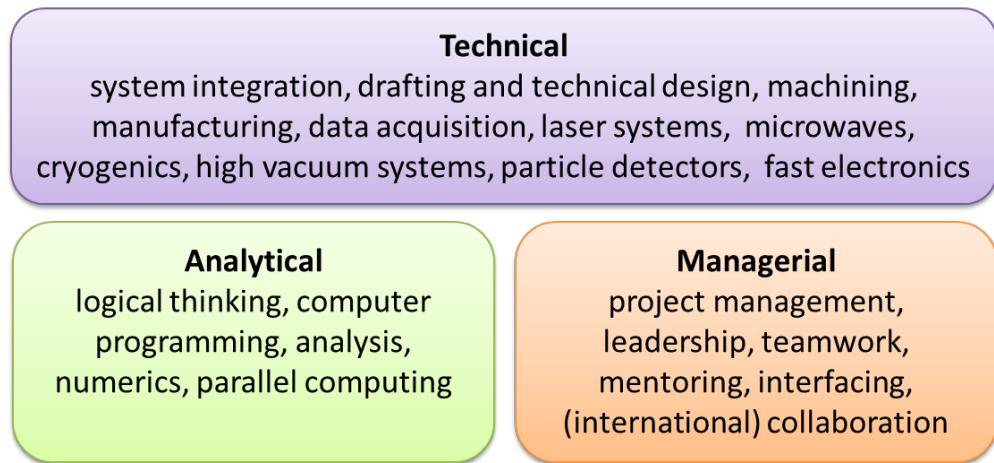 Technical
system integration, drafting and technical design, machining,
manufacturing, data acquisition, laser systems,  microwaves,
cryogenics, high vacuum systems, particle detectors,  fast electronics
Analytical
logical thinking, computer
programming, analysis,
numerics, parallel computing
Managerial
project management,
leadership, teamwork,
mentoring, interfacing,
(international) collaboration